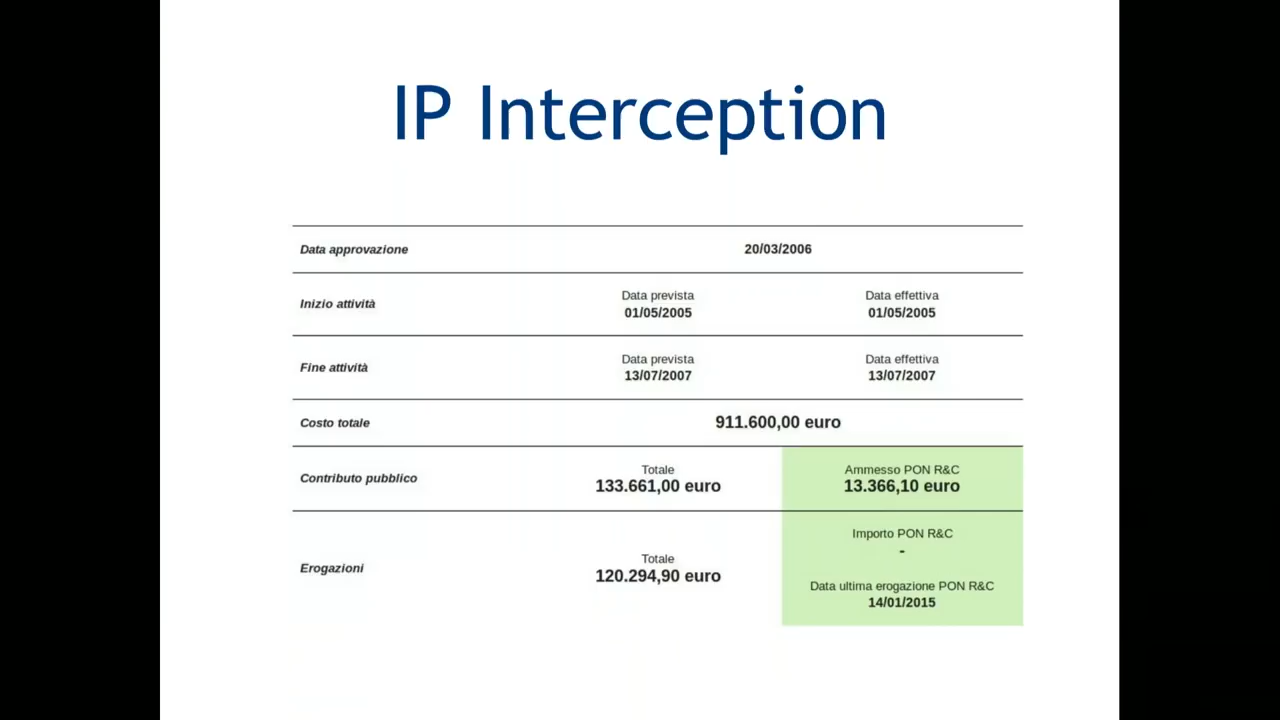 IP Interception
Data approvazione 20/03/2006
Data prevista Data effettiva
Inizio attività
01/05/2005 01/05/2005
Data prevista Data effettiva
Fine attività
13/07/2007 13/07/2007
Costo totale 911.600,00 euro
Totale Ammesso PON R&C
Contributo pubblico
133.661,00 euro 13.366,10 euro
Importo PON R&C
-
Totale
Erogazioni
120.294,90 euro
Data ultima erogazione PON R&C
14/01/2015